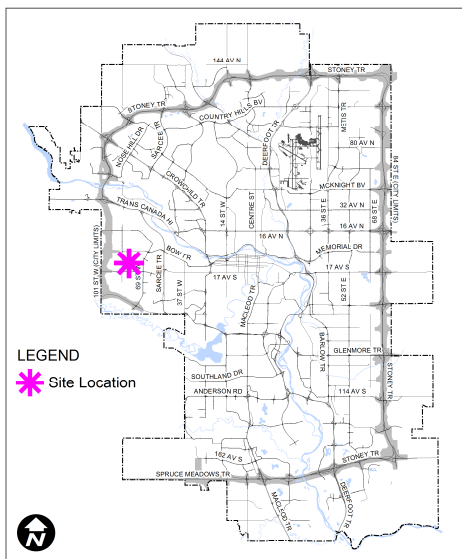 144 AV N
STONEY TR
STONEY TR
COUNTRY HILLS BV
SARCEE TR
NOSE HILL DR
DEERFOOT TR
METIS TR
80 AV N
CROWCHILD TR
MCKNIGHT BV
84 ST E (CITY LIMITS)
TRANS CANADA HI
14 ST W
CENTRE ST
36 ST E
32 AV N
68 ST E
16 AV N
16 AV N
101 ST W (CITY LIMITS)
BOW TR
MEMORIAL DR
69 ST
SARCEE TR
37 ST W
17 AV S
17 AV S
52 ST E
MACLEOD TR
LEGEND
Site Location
BARLOW TR
GLENMORE TR
SOUTHLAND DR
ANDERSON RD
114 AV S
STONEY TR
162 AV S
STONEY TR
SPRUCE MEADOWS TR
MACLEOD TR
DEERFOOT TR
N